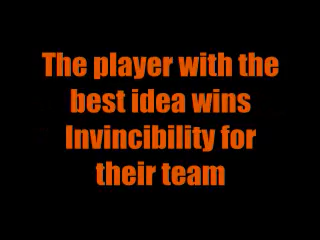 The player with the
best idea wins
Invincibility for
their team